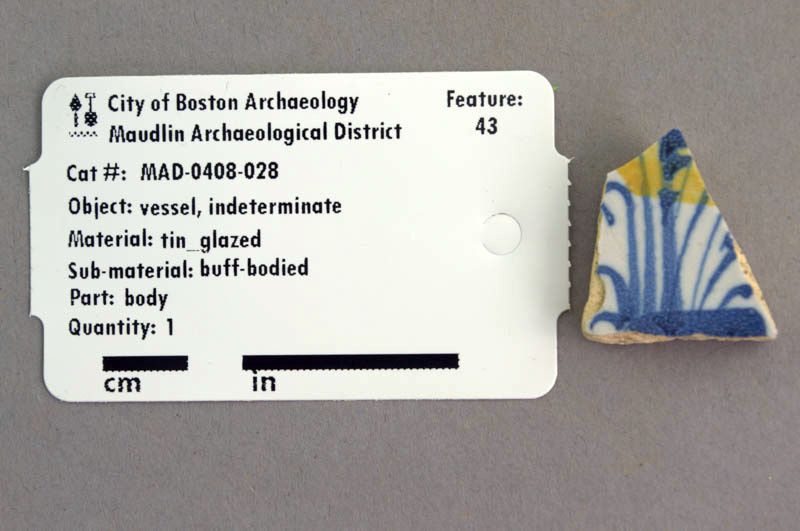 City of Boston Archaeology
Maudlin Archaeological District
Feature:
43
Cat #: MAD-0408-028
Object: vessel, indeterminate
Material: tin_glazed
Sub-material: buff-bodied
Part: body
Quantity: 1
cm in